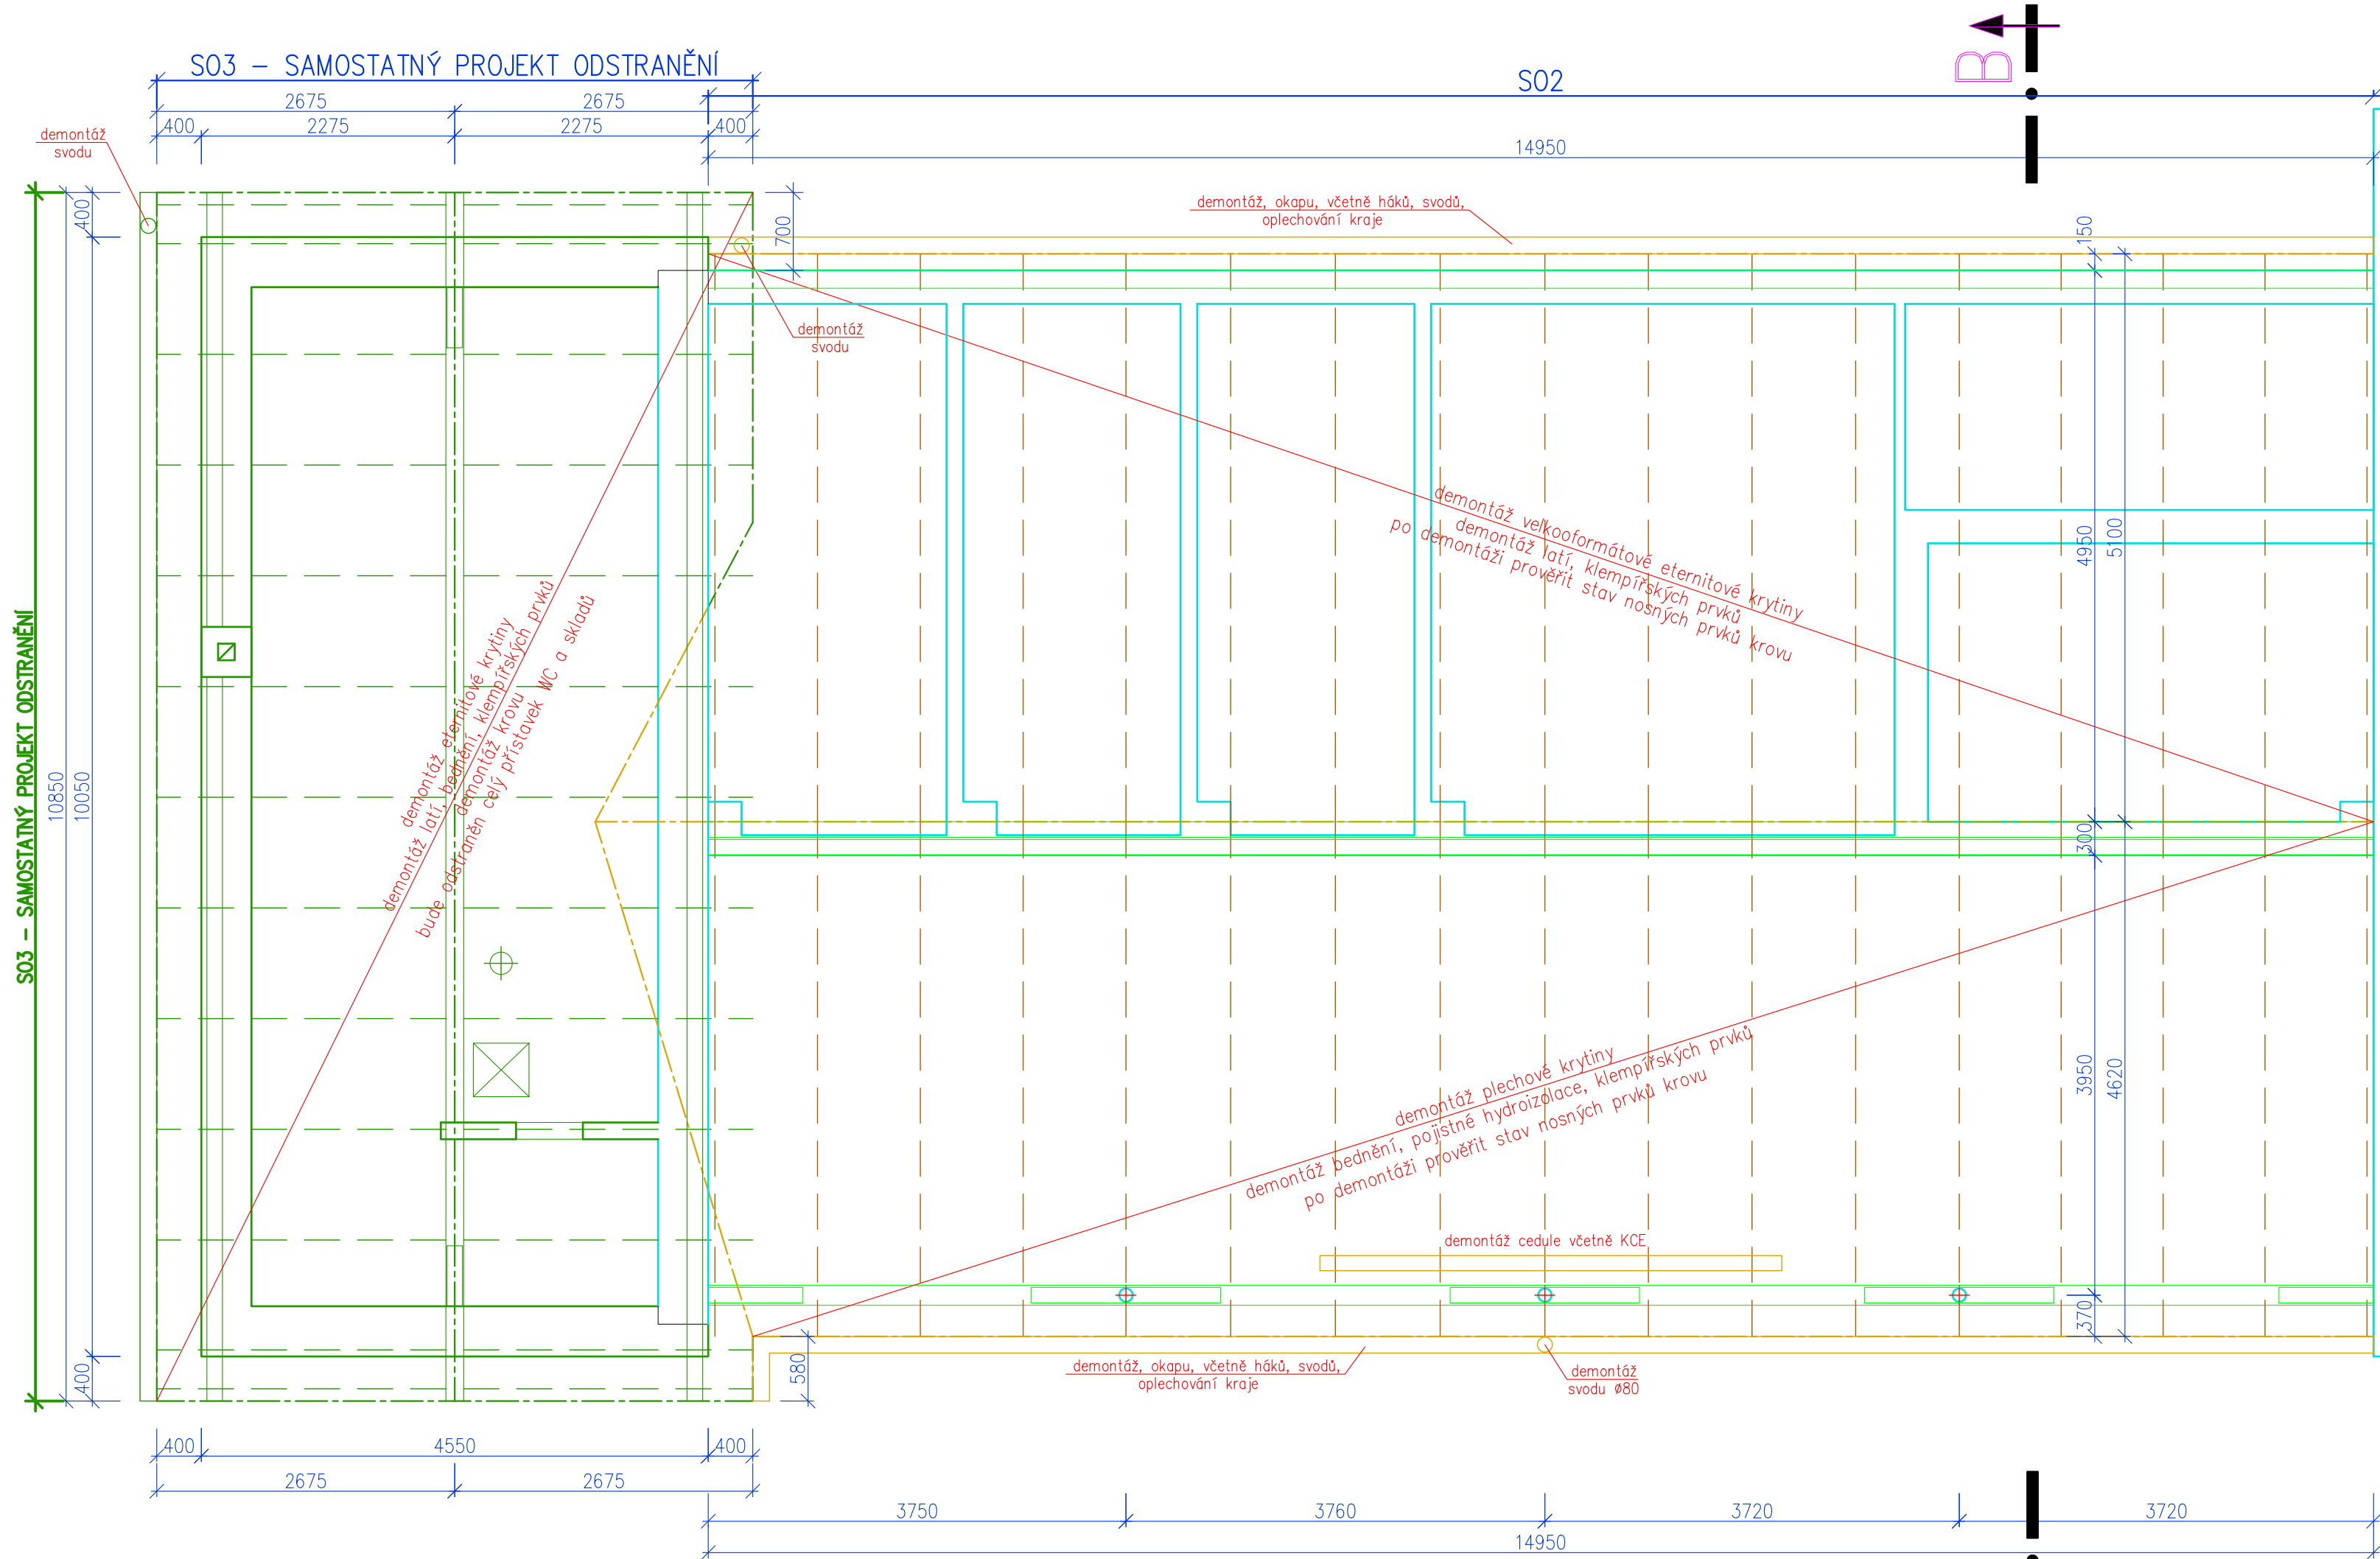 SO3 – SAMOSTATNÝ PROJEKT ODSTRANĚNÍ
SO2
B
2675
2675
400
2275
2275
400
14950
demontáž
svodu
400
700
demontáž, okapu, včetně háků, svodů,
oplechování kraje
150
demontáž
svodu
demontáž velkooformátové eternitové krytiny
demontáž latí, klempířských prvků
po demontáži prověřit stav nosných prvků krovu
4950
5100
SO3 – SAMOSTATNÝ PROJEKT ODSTRANĚNÍ
10850
10050
demontáž eternitové krytiny
demontáž latí, bednění, klempířských prvků
demontáž krovu
bude odstraněn celý přístavek WC a skladů
300
3950
4620
demontáž plechové krytiny
demontáž bednění, pojistné hydroizolace, klempířských prvků
po demontáži prověřit stav nosných prvků krovu
demontáž cedule včetně KCE
370
400
580
demontáž, okapu, včetně háků, svodů,
oplechování kraje
demontáž
svodu ø80
400
4550
400
2675
2675
3750
3760
3720
3720
14950